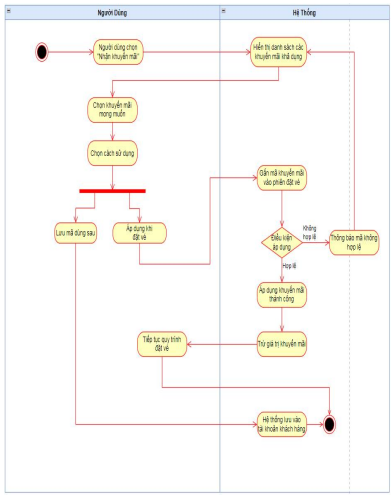 Người Dùng
Hệ Thống
Người dùng chọn
"Nhận khuyến mãi"
Hiển thị danh sách các
khuyến mãi khả dụng
Chọn khuyến mãi
mong muốn
Chọn cách sử dụng
Gắn mã khuyến mãi
vào phiên đặt vé
Lưu mã dùng sau
Áp dụng khi
đặt vé
Điều kiện
áp dụng
Không
hợp lệ
Thông báo mã không
hợp lệ
Hợp lệ
Áp dụng khuyến mãi
thành công
Tiếp tục quy trình
đặt vé
Trừ giá trị khuyến mãi
Hệ thống lưu vào
tài khoản khách hàng